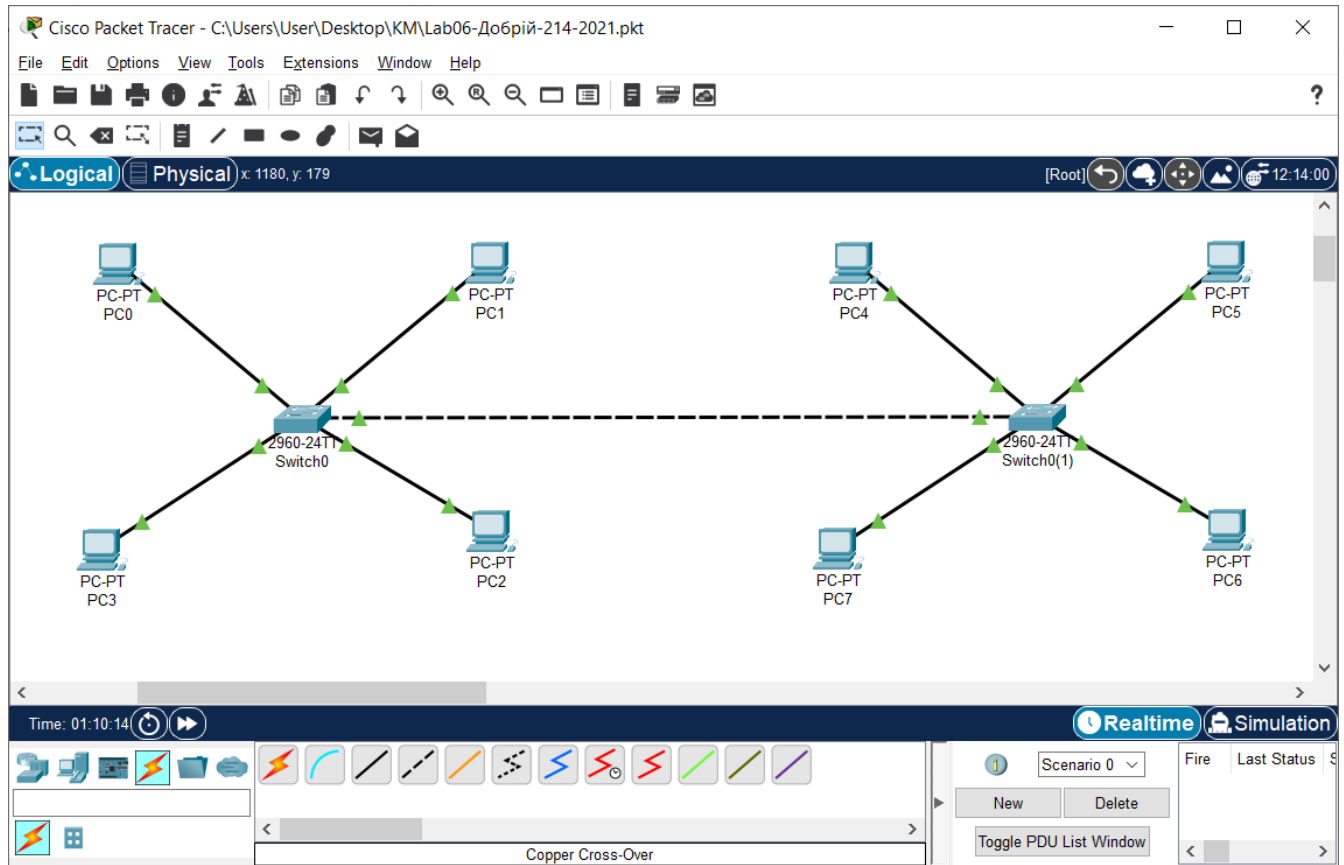 Cisco Packet Tracer - C:\Users\User\Desktop\KM\Lab06-Добрій-214-2021.pkt
File Edit Options View Tools Extensions Window Help
?
Logical Physical x: 1180, y: 179 [Root] 12:14:00
PC-PT
PC0
PC-PT
PC1
PC-PT
PC4
PC-PT
PC5
2960-24TT
Switch0
2960-24TT
Switch0(1)
PC-PT
PC3
PC-PT
PC2
PC-PT
PC7
PC-PT
PC6
Time: 01:10:14 Realtime Simulation
Scenario 0
Fire Last Status S
New Delete
Toggle PDU List Window
Copper Cross-Over